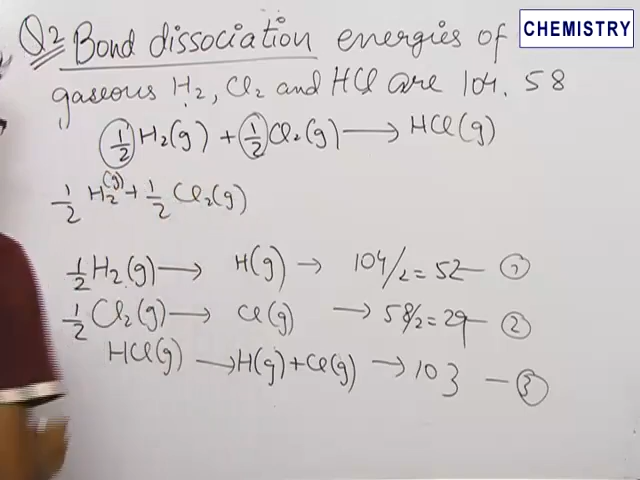 CHEMISTRY
Q2 Bond dissociation energies of
gaseous H₂, Cl₂ and HCl are 104, 58
½ H₂(g) + ½ Cl₂(g) ⟶ HCl(g)
½ H₂(g) + ½ Cl₂(g)
½ H₂(g) ⟶ H(g) → 104/2 = 52 — ①
½ Cl₂(g) ⟶ Cl(g) → 58/2 = 29 — ②
HCl(g) ⟶ H(g) + Cl(g) → 103 — ③